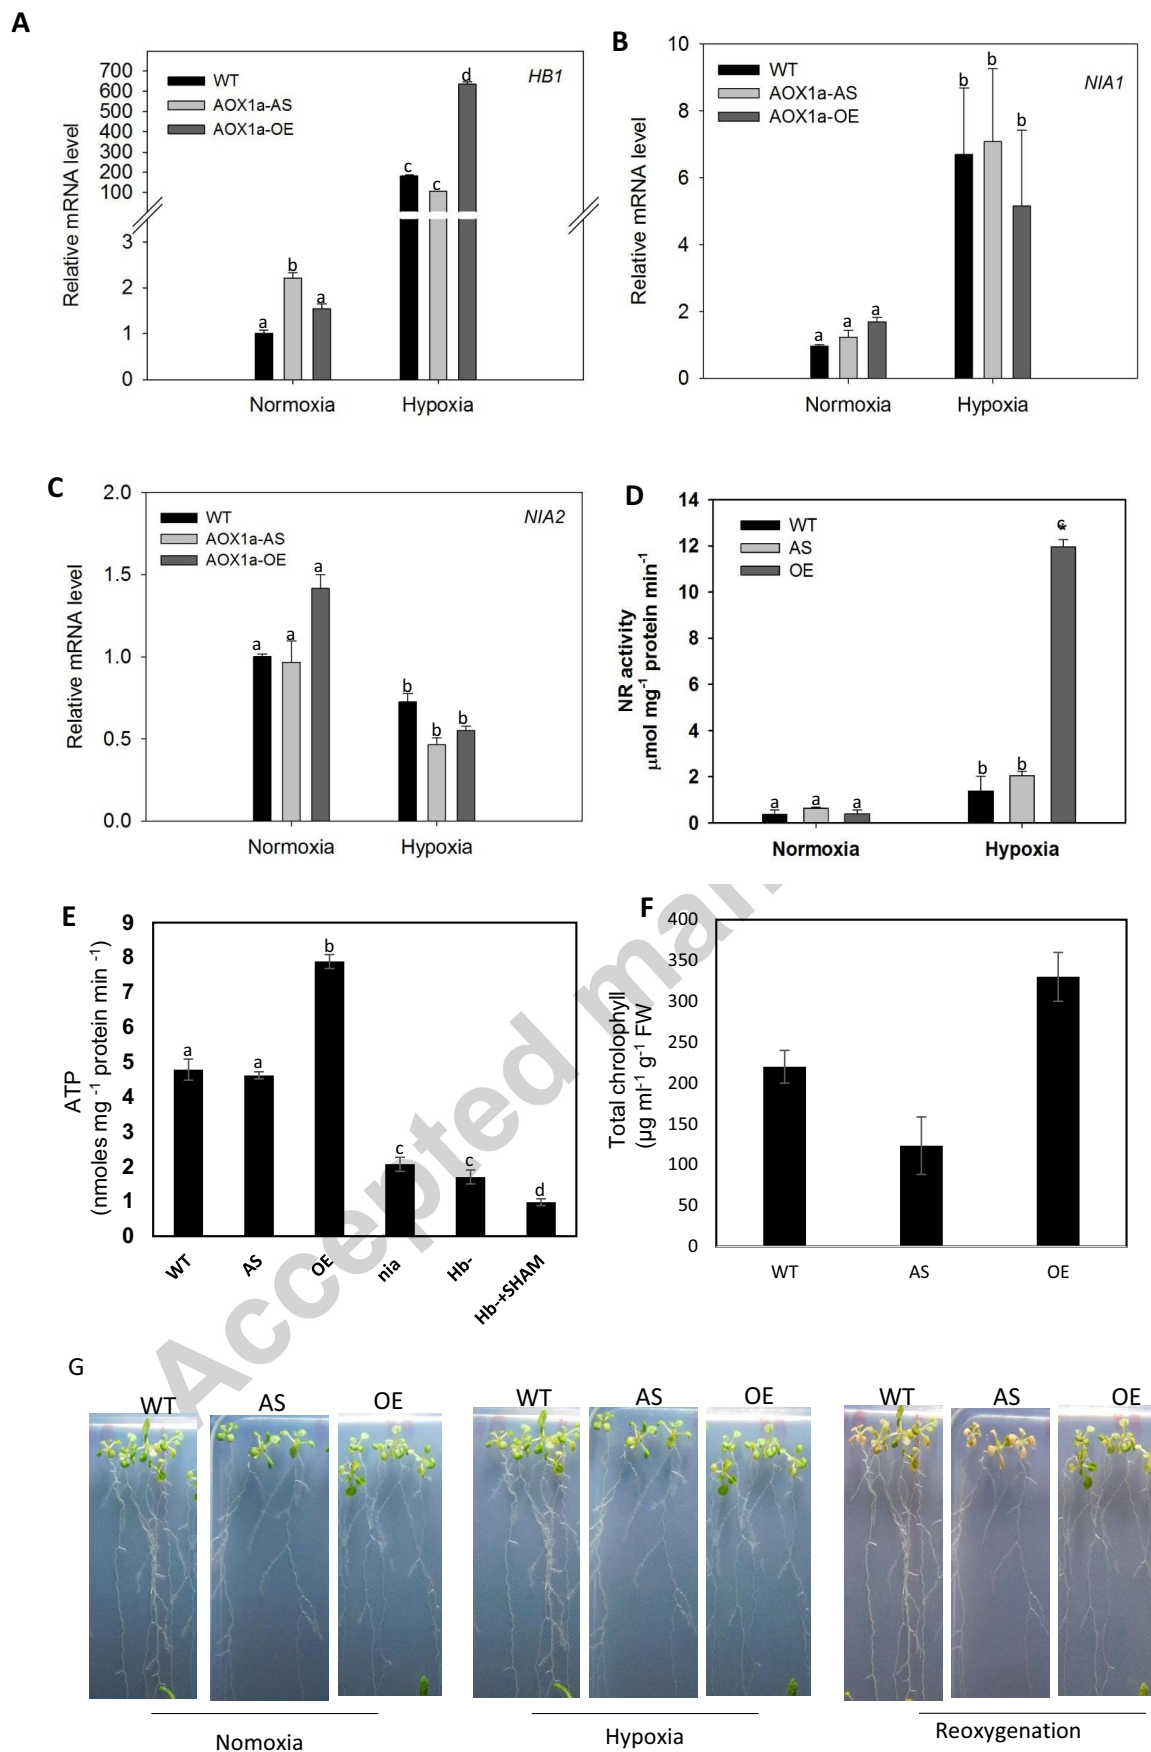 A
HB1
WT
AOX1a-AS
AOX1a-OE
Relative mRNA level
700
600
500
400
300
200
100
3
2
1
0
a
b
a
c
c
d
Normoxia
Hypoxia
B
NIA1
WT
AOX1a-AS
AOX1a-OE
Relative mRNA level
10
8
6
4
2
0
a
a
a
b
b
b
Normoxia
Hypoxia
C
NIA2
WT
AOX1a-AS
AOX1a-OE
Relative mRNA level
2.0
1.5
1.0
0.5
0.0
a
a
a
b
b
b
Normoxia
Hypoxia
D
WT
AS
OE
NR activity
μmol mg-1 protein min-1
14
12
10
8
6
4
2
0
a
a
a
b
b
c
*
Normoxia
Hypoxia
E
ATP
(nmoles mg -1 protein min -1)
9
8
7
6
5
4
3
2
1
0
a
a
b
c
c
d
WT
AS
OE
nia
Hb-
Hb-+SHAM
F
Total chrolophyll
(μg ml-1 g-1 FW
400
350
300
250
200
150
100
50
0
WT
AS
OE
Accepted man
G
WT
AS
OE
WT
AS
OE
WT
AS
OE
Nomoxia
Hypoxia
Reoxygenation